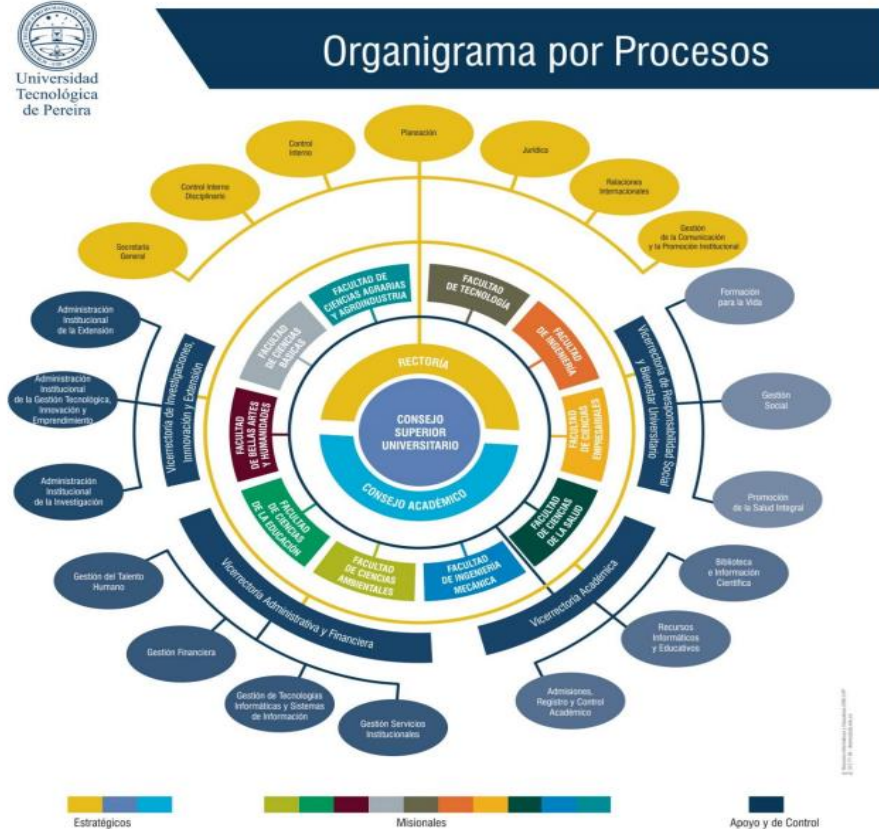 Universidad
Tecnológica
de Pereira
Organigrama por Procesos
Planeación
Control
Interno
Jurídica
Control Interno
Disciplinario
Relaciones
Internacionales
Secretaría
General
Gestión
de la Comunicación
y la Promoción Institucional
FACULTAD DE
CIENCIAS AGRARIAS
Y AGROINDUSTRIA
FACULTAD
DE TECNOLOGÍA
FACULTAD
DE CIENCIAS
BÁSICAS
FACULTAD
DE INGENIERÍA
FACULTAD
DE BELLAS ARTES
Y HUMANIDADES
FACULTAD
DE CIENCIAS
EMPRESARIALES
FACULTAD
DE CIENCIAS
DE LA EDUCACIÓN
FACULTAD
DE CIENCIAS
DE LA SALUD
FACULTAD
DE CIENCIAS
AMBIENTALES
FACULTAD
DE INGENIERÍA
MECÁNICA
RECTORÍA
CONSEJO
SUPERIOR
UNIVERSITARIO
CONSEJO ACADÉMICO
Administración
Institucional
de la Extensión
Administración
Institucional
de la Gestión Tecnológica,
Innovación y
Emprendimiento
Administración
Institucional
de la Investigación
Vicerrectoría de Investigaciones,
Innnovación y Extensión
Formación
para la Vida
Gestión
Social
Promoción
de la Salud Integral
Vicerrectoría de Responsabilidad Social
y Bienestar Universitario
Gestión del Talento
Humano
Gestión Financiera
Gestión de Tecnologías
Informáticas y Sistemas
de Información
Gestión Servicios
Institucionales
Vicerrectoría Administrativa y Financiera
Vicerrectoría Académica
Biblioteca
e Información
Científica
Recursos
Informáticos
y Educativos
Admisiones,
Registro y Control
Académico
Estratégicos
Misionales
Apoyo y de Control